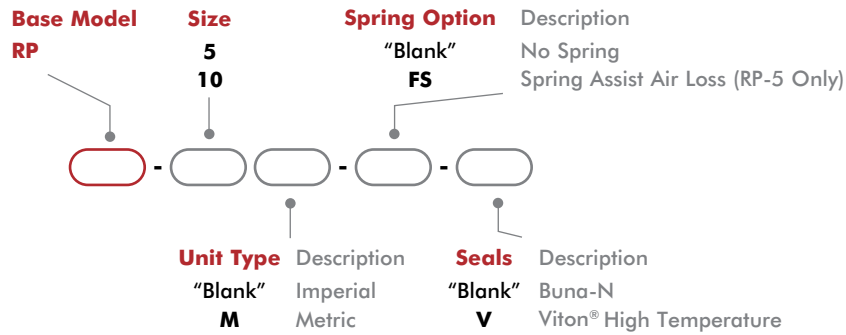 Base Model Size Spring Option Description
RP 5 “Blank” No Spring
10 FS Spring Assist Air Loss (RP-5 Only)
- - -
Unit Type Description Seals Description
“Blank” Imperial “Blank” Buna-N
M Metric V Viton® High Temperature